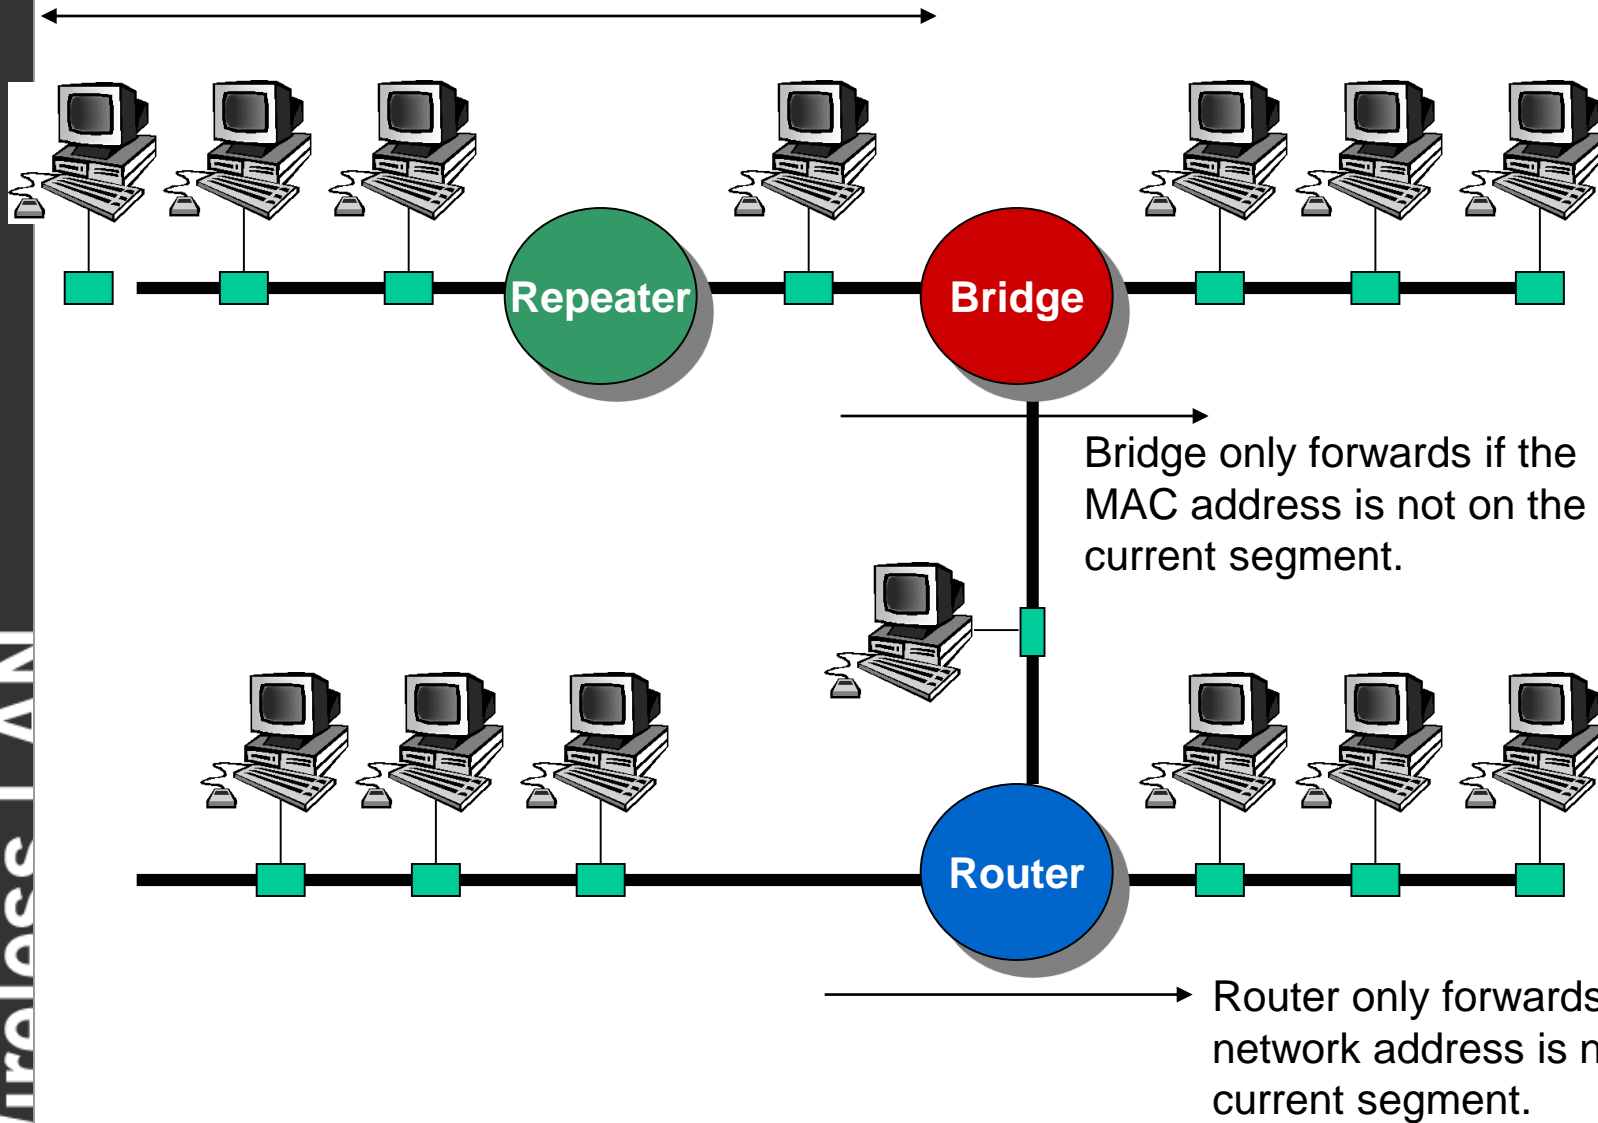 Repeater
Bridge
Bridge only forwards if the
MAC address is not on the
current segment.
Router
Router only forwards
network address is
current segment.